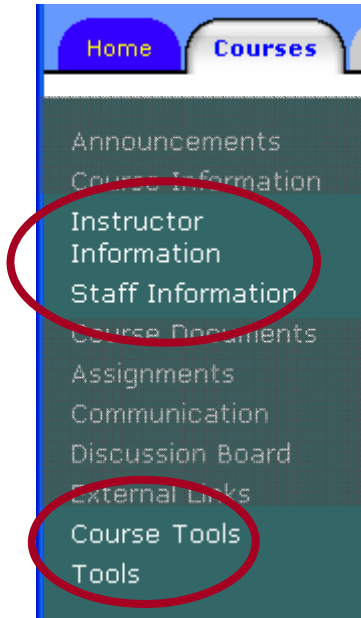 Home Courses
Announcements
Course Information
Instructor
Information
Staff Information
Course Documents
Assignments
Communication
Discussion Board
External Links
Course Tools
Tools